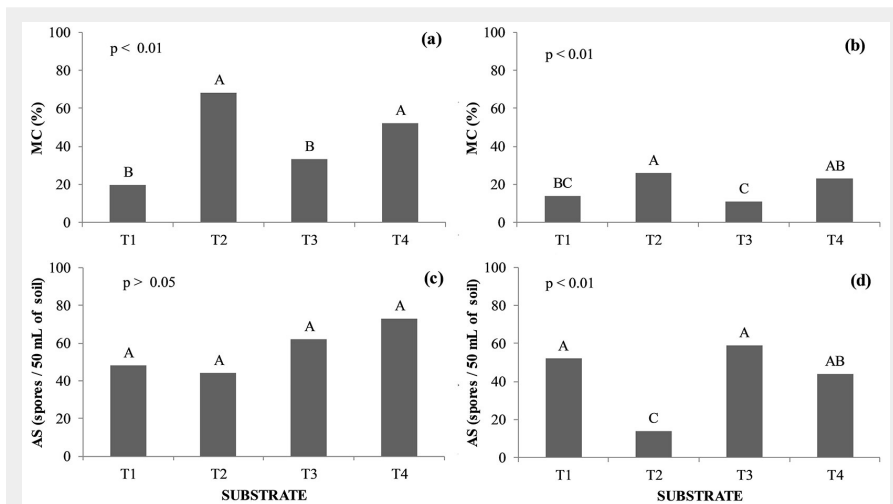 (a)
p < 0.01
MC (%)
100
80
60
40
20
0
B
A
B
A
T1 T2 T3 T4
(b)
p < 0.01
MC (%)
100
80
60
40
20
0
BC
A
C
AB
T1 T2 T3 T4
(c)
p > 0.05
AS (spores / 50 mL of soil)
100
80
60
40
20
0
A
A
A
A
T1 T2 T3 T4
SUBSTRATE
(d)
p < 0.01
AS (spores / 50 mL of soil)
100
80
60
40
20
0
A
C
A
AB
T1 T2 T3 T4
SUBSTRATE